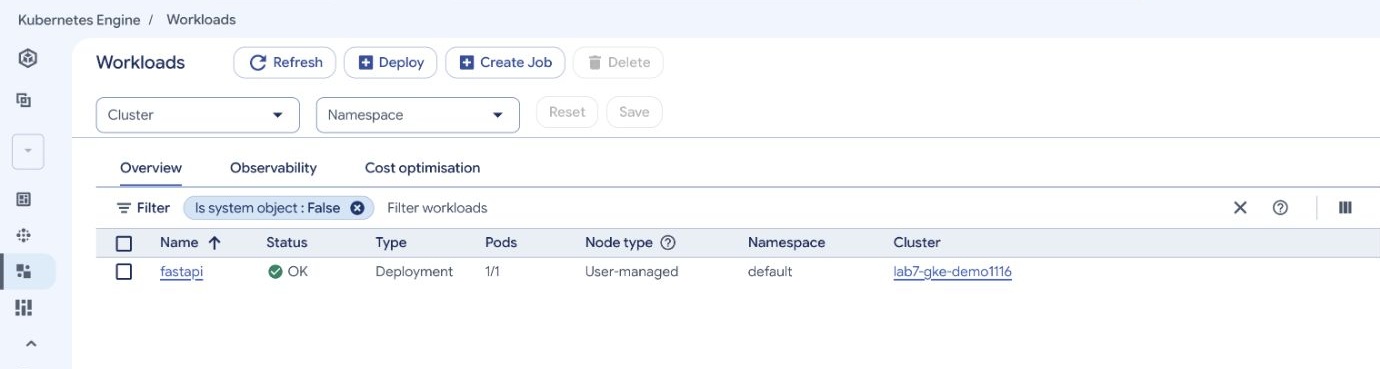 Kubernetes Engine / Workloads
Workloads Refresh Deploy Create Job Delete
Cluster Namespace Reset Save
Overview Observability Cost optimisation
Filter Is system object : False Filter workloads
Name Status Type Pods Node type Namespace Cluster
fastapi OK Deployment 1/1 User-managed default lab7-gke-demo1116